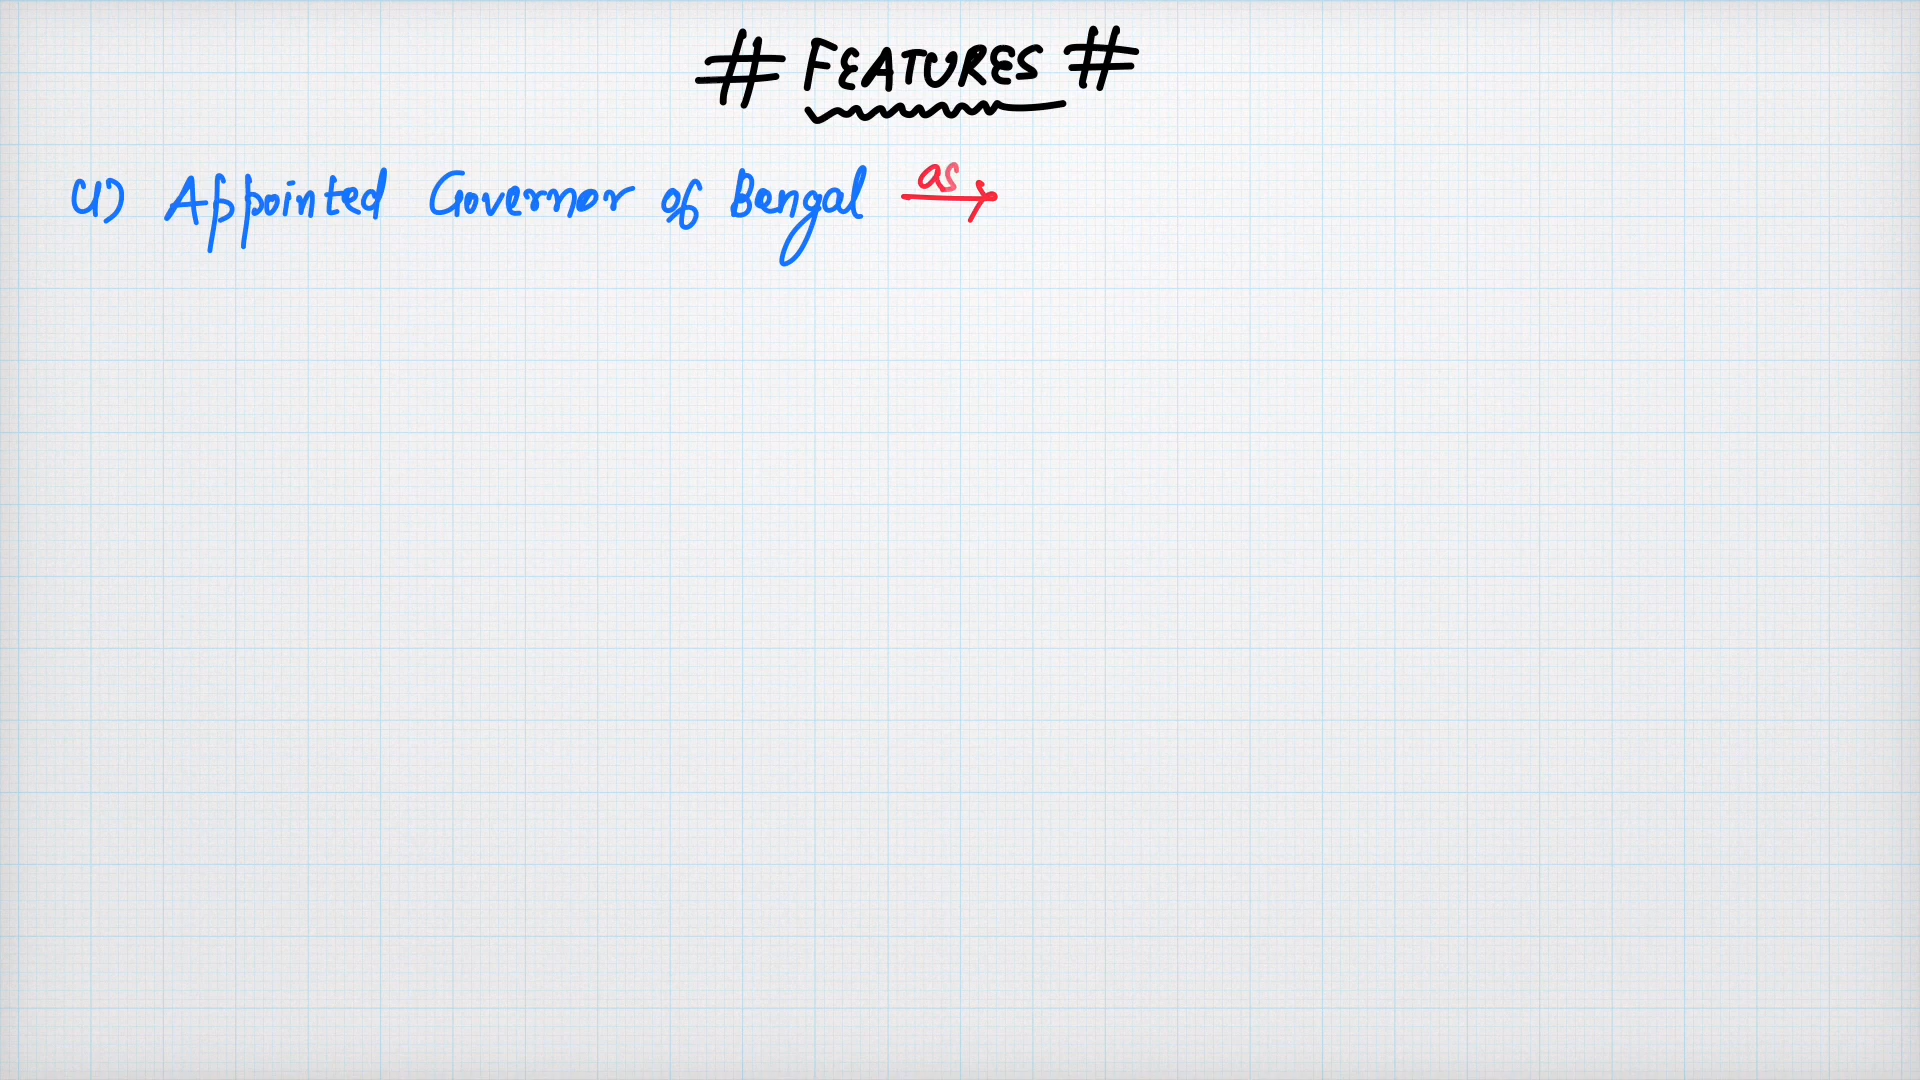 # FEATURES #
(1) Appointed Governor of Bengal as →